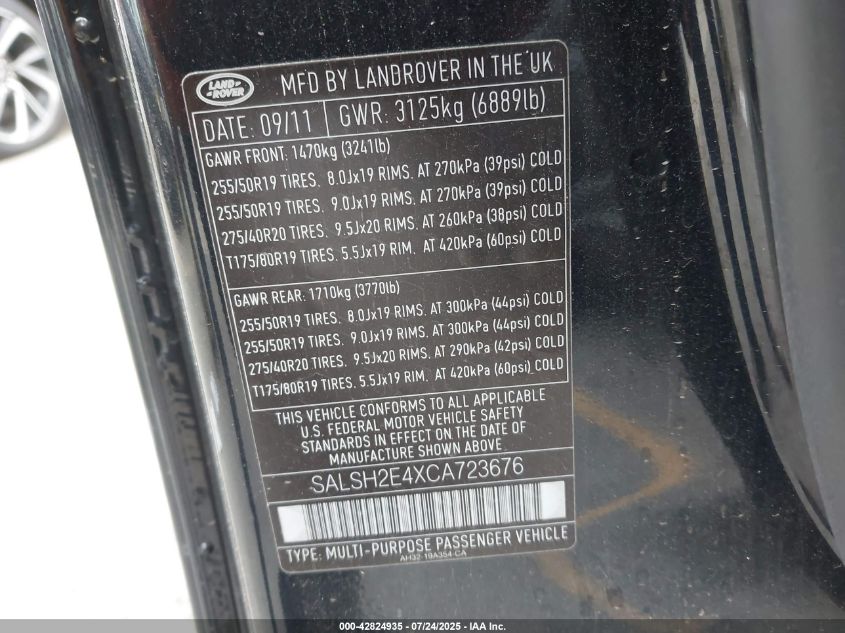 LAND ROVER
MFD BY LANDROVER IN THE UK
DATE: 09/11 GWR: 3125kg (6889lb)
GAWR FRONT: 1470kg (3241lb)
255/50R19 TIRES. 8.0Jx19 RIMS. AT 270kPa (39psi) COLD
255/50R19 TIRES. 9.0Jx19 RIMS. AT 270kPa (39psi) COLD
275/40R20 TIRES. 9.5Jx20 RIMS. AT 260kPa (38psi) COLD
T175/80R19 TIRES. 5.5Jx19 RIM. AT 420kPa (60psi) COLD
GAWR REAR: 1710kg (3770lb)
255/50R19 TIRES. 8.0Jx19 RIMS. AT 300kPa (44psi) COLD
255/50R19 TIRES. 9.0Jx19 RIMS. AT 300kPa (44psi) COLD
275/40R20 TIRES. 9.5Jx20 RIMS. AT 290kPa (42psi) COLD
T175/80R19 TIRES. 5.5Jx19 RIM. AT 420kPa (60psi) COLD
THIS VEHICLE CONFORMS TO ALL APPLICABLE
U.S. FEDERAL MOTOR VEHICLE SAFETY
STANDARDS IN EFFECT ON THE DATE OF
MANUFACTURE SHOWN ABOVE.
SALSH2E4XCA723676
TYPE: MULTI-PURPOSE PASSENGER VEHICLE
AH32-19A354-CA
000-42824935 - 07/24/2025 - IAA Inc.